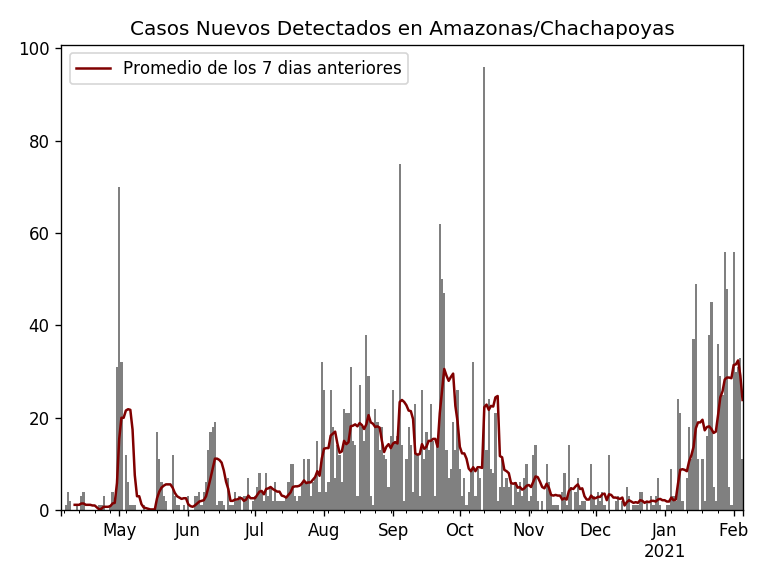 Casos Nuevos Detectados en Amazonas/Chachapoyas
Promedio de los 7 dias anteriores
100
80
60
40
20
0
May Jun Jul Aug Sep Oct Nov Dec Jan Feb
2021